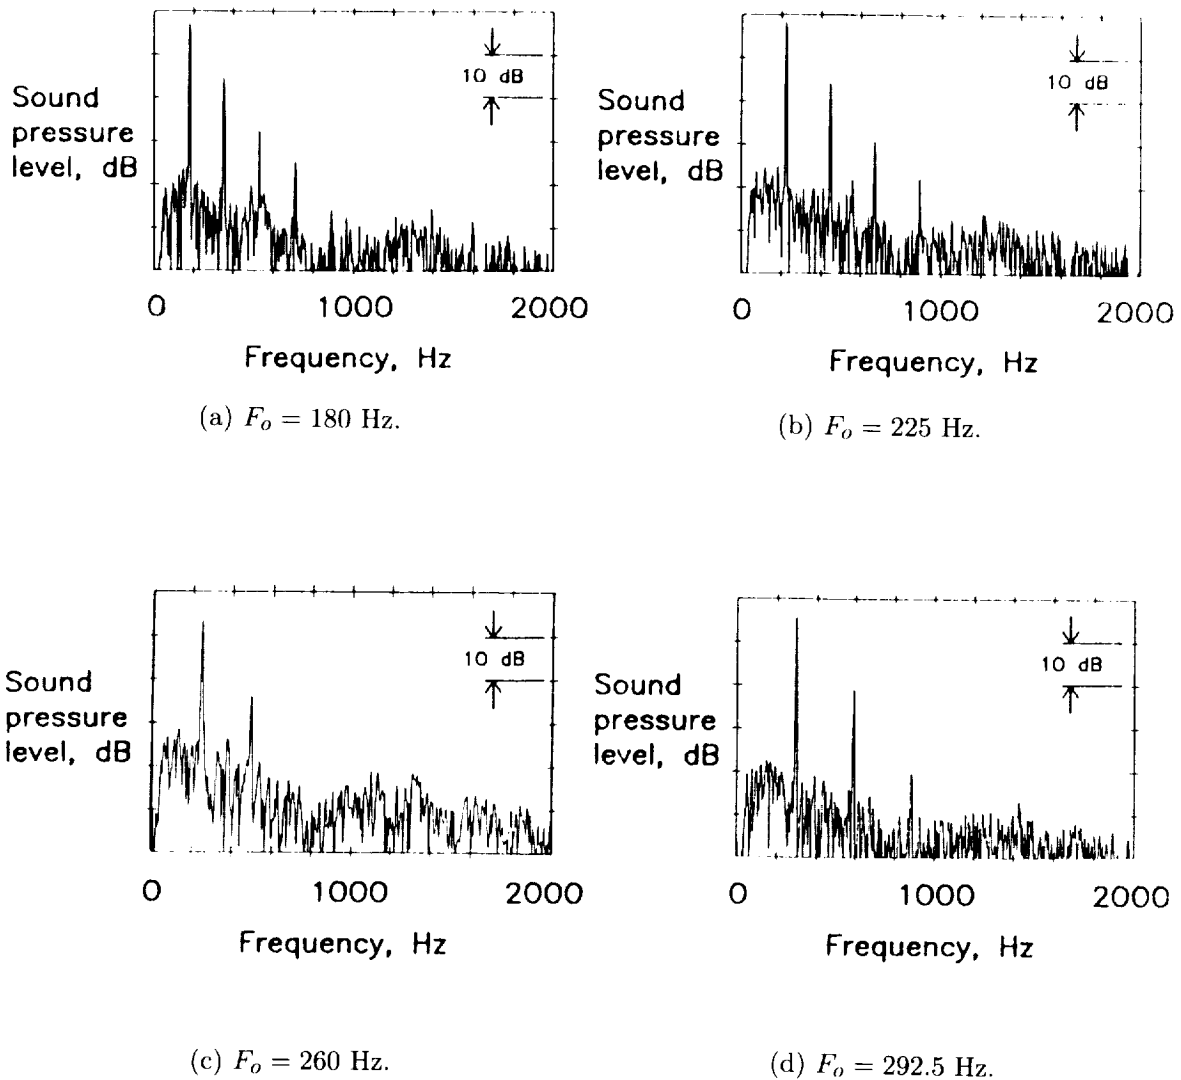 10 dB
Sound
pressure
level, dB
0 1000 2000
Frequency, Hz
(a) F_o = 180 Hz.
10 dB
Sound
pressure
level, dB
0 1000 2000
Frequency, Hz
(b) F_o = 225 Hz.
10 dB
Sound
pressure
level, dB
0 1000 2000
Frequency, Hz
(c) F_o = 260 Hz.
10 dB
Sound
pressure
level, dB
0 1000 2000
Frequency, Hz
(d) F_o = 292.5 Hz.